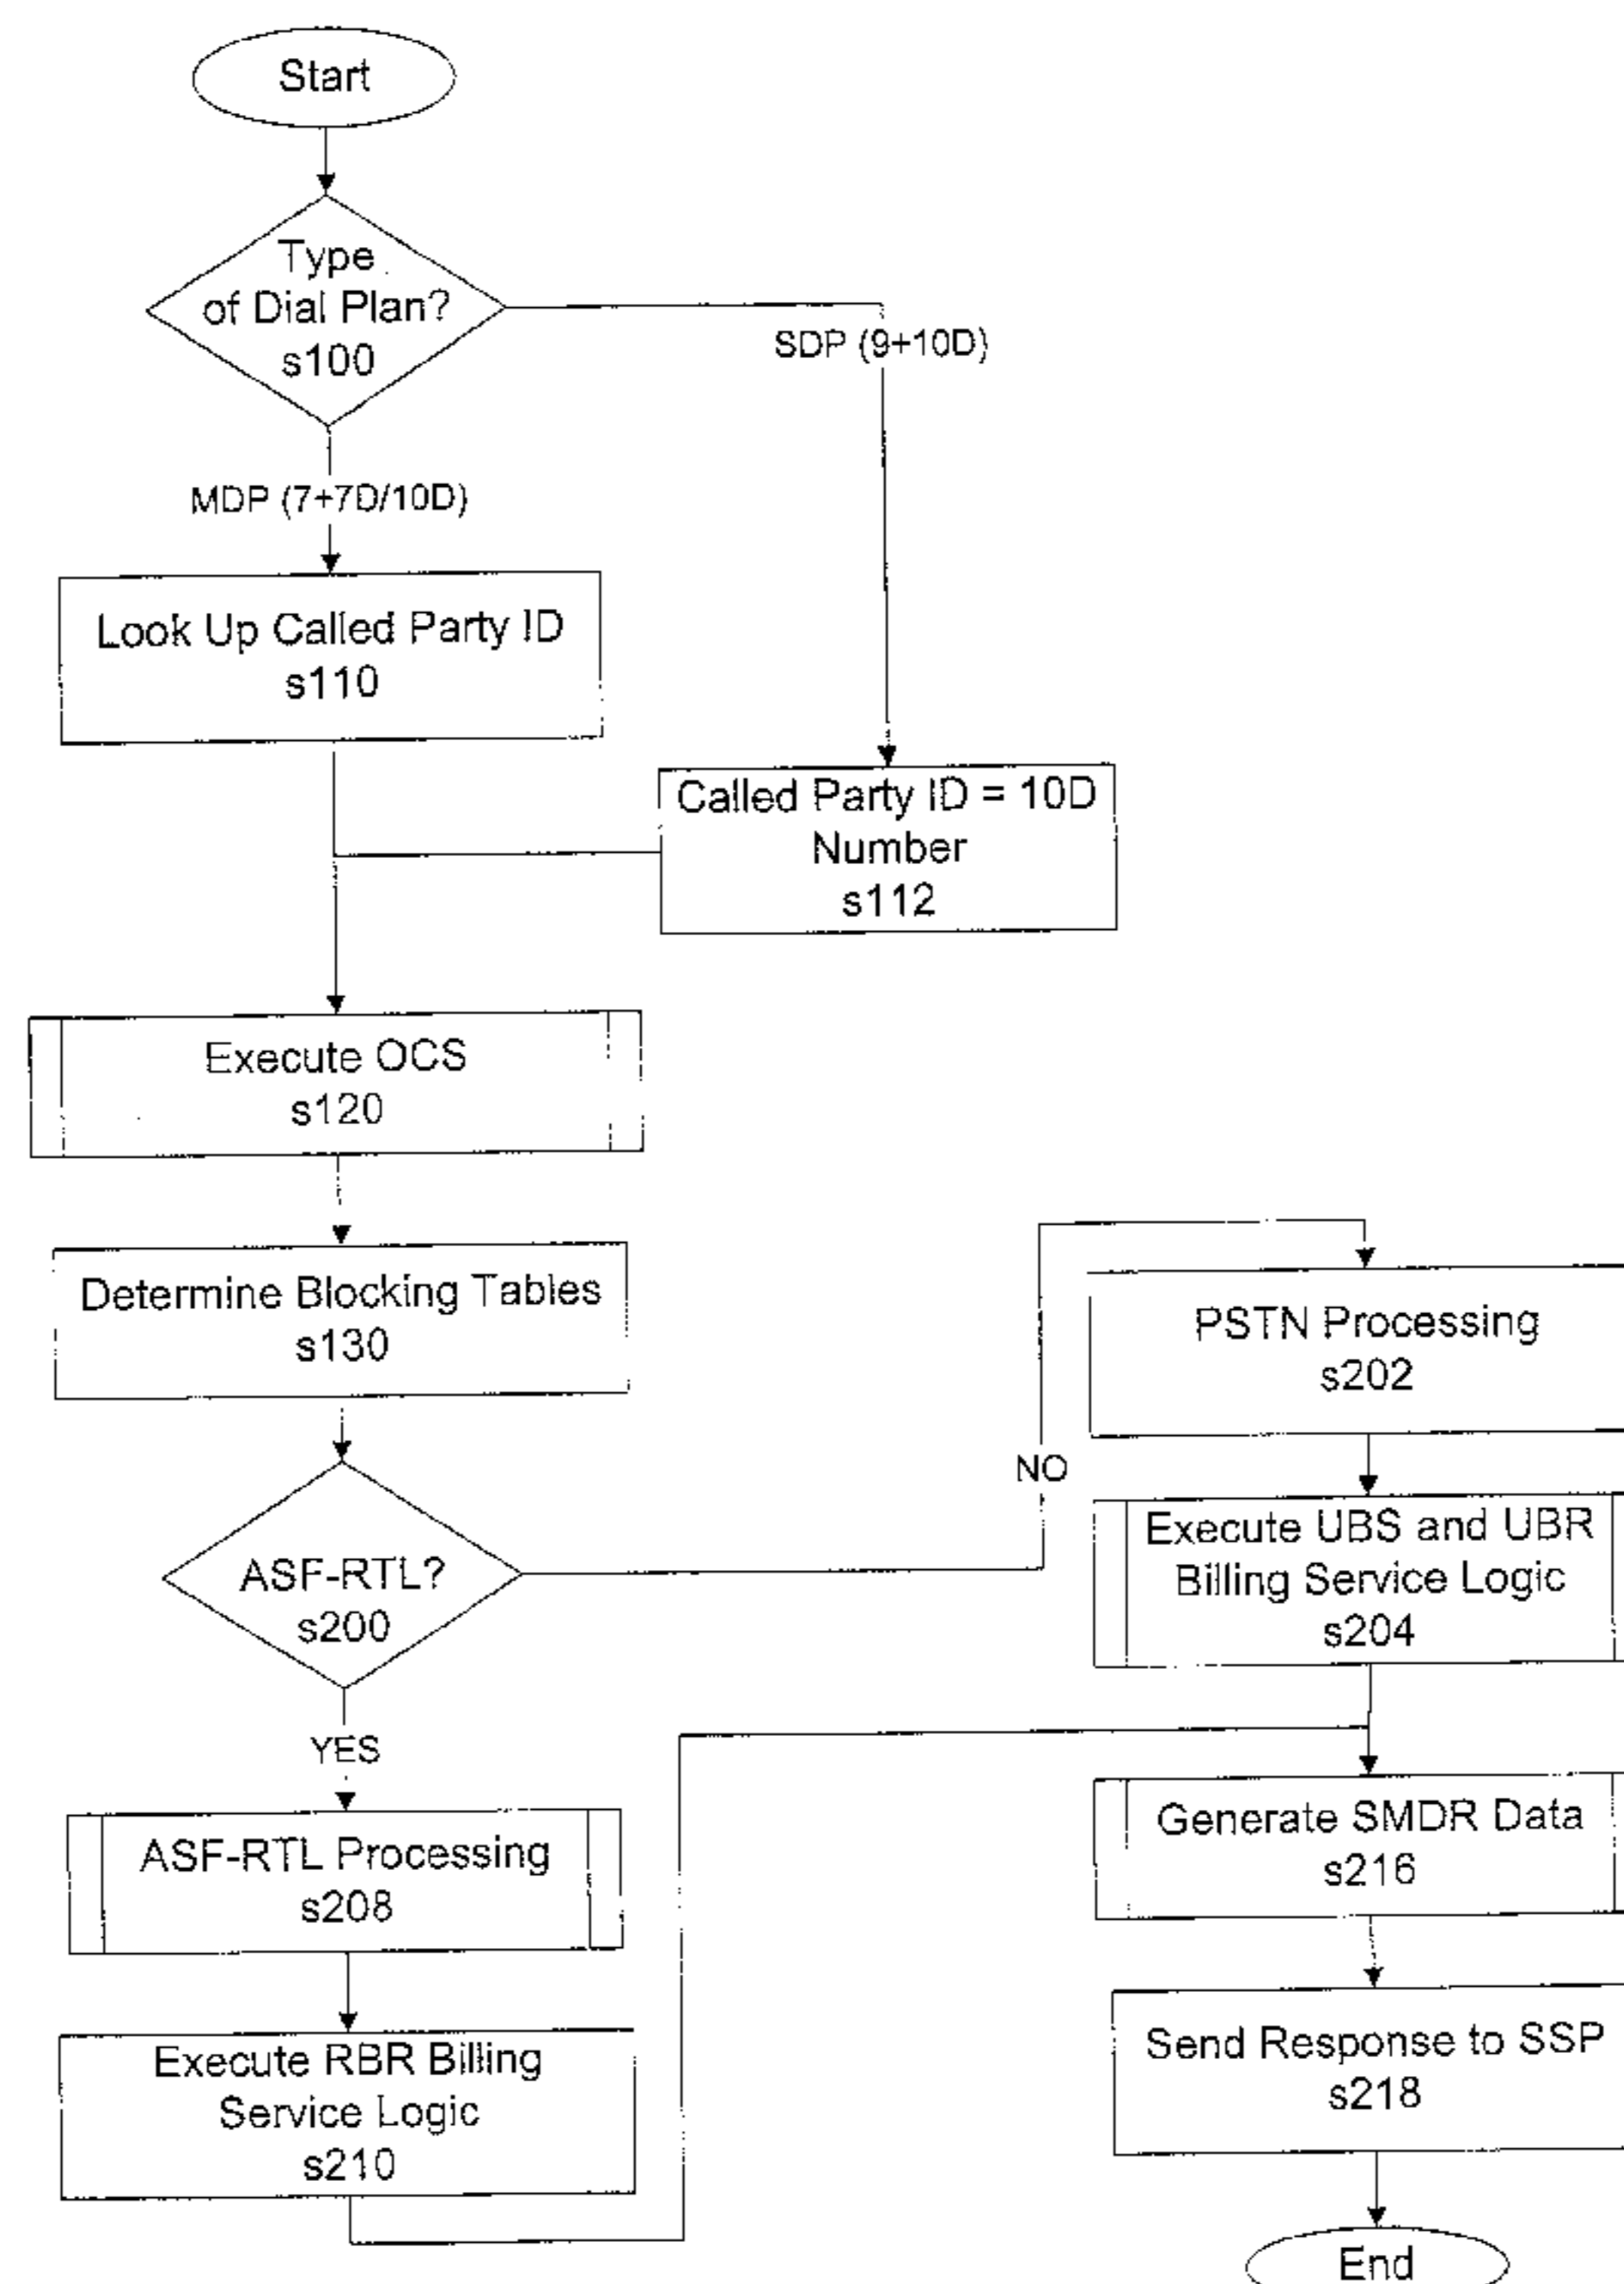 Start
Type
of Dial Plan?
s100
SDP (9+10D)
MDP (7+7D/10D)
Look Up Called Party ID
s110
Called Party ID = 10D
Number
s112
Execute OCS
s120
Determine Blocking Tables
s130
ASF-RTL?
s200
NO
YES
ASF-RTL Processing
s208
Execute RBR Billing
Service Logic
s210
PSTN Processing
s202
Execute UBS and UBR
Billing Service Logic
s204
Generate SMDR Data
s216
Send Response to SSP
s218
End